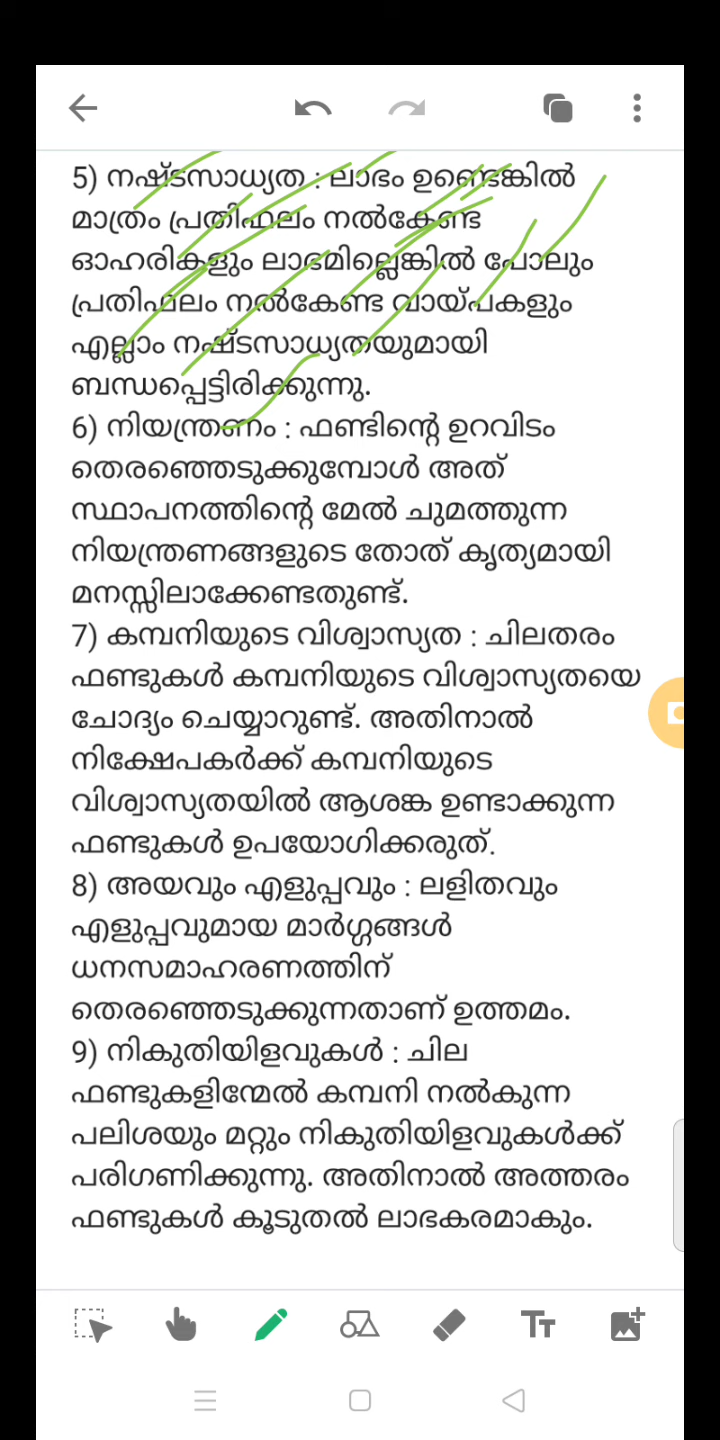 5) നഷ്ടസാധ്യത : ലാഭം ഉണ്ടെങ്കിൽ
മാത്രം പ്രതിഫലം നൽകേണ്ട
ഓഹരികളും ലാഭമില്ലെങ്കിൽ പോലും
പ്രതിഫലം നൽകേണ്ട വായ്പകളും
എല്ലാം നഷ്ടസാധ്യതയുമായി
ബന്ധപ്പെട്ടിരിക്കുന്നു.
6) നിയന്ത്രണം : ഫണ്ടിന്റെ ഉറവിടം
തെരഞ്ഞെടുക്കുമ്പോൾ അത്
സ്ഥാപനത്തിന്റെ മേൽ ചുമത്തുന്ന
നിയന്ത്രണങ്ങളുടെ തോത് കൃത്യമായി
മനസ്സിലാക്കേണ്ടതുണ്ട്.
7) കമ്പനിയുടെ വിശ്വാസ്യത : ചിലതരം
ഫണ്ടുകൾ കമ്പനിയുടെ വിശ്വാസ്യതയെ
ചോദ്യം ചെയ്യാറുണ്ട്. അതിനാൽ
നിക്ഷേപകർക്ക് കമ്പനിയുടെ
വിശ്വാസ്യതയിൽ ആശങ്ക ഉണ്ടാക്കുന്ന
ഫണ്ടുകൾ ഉപയോഗിക്കരുത്.
8) അയവും എളുപ്പവും : ലളിതവും
എളുപ്പവുമായ മാർഗ്ഗങ്ങൾ
ധനസമാഹരണത്തിന്
തെരഞ്ഞെടുക്കുന്നതാണ് ഉത്തമം.
9) നികുതിയിളവുകൾ : ചില
ഫണ്ടുകളിന്മേൽ കമ്പനി നൽകുന്ന
പലിശയും മറ്റും നികുതിയിളവുകൾക്ക്
പരിഗണിക്കുന്നു. അതിനാൽ അത്തരം
ഫണ്ടുകൾ കൂടുതൽ ലാഭകരമാകും.
TT